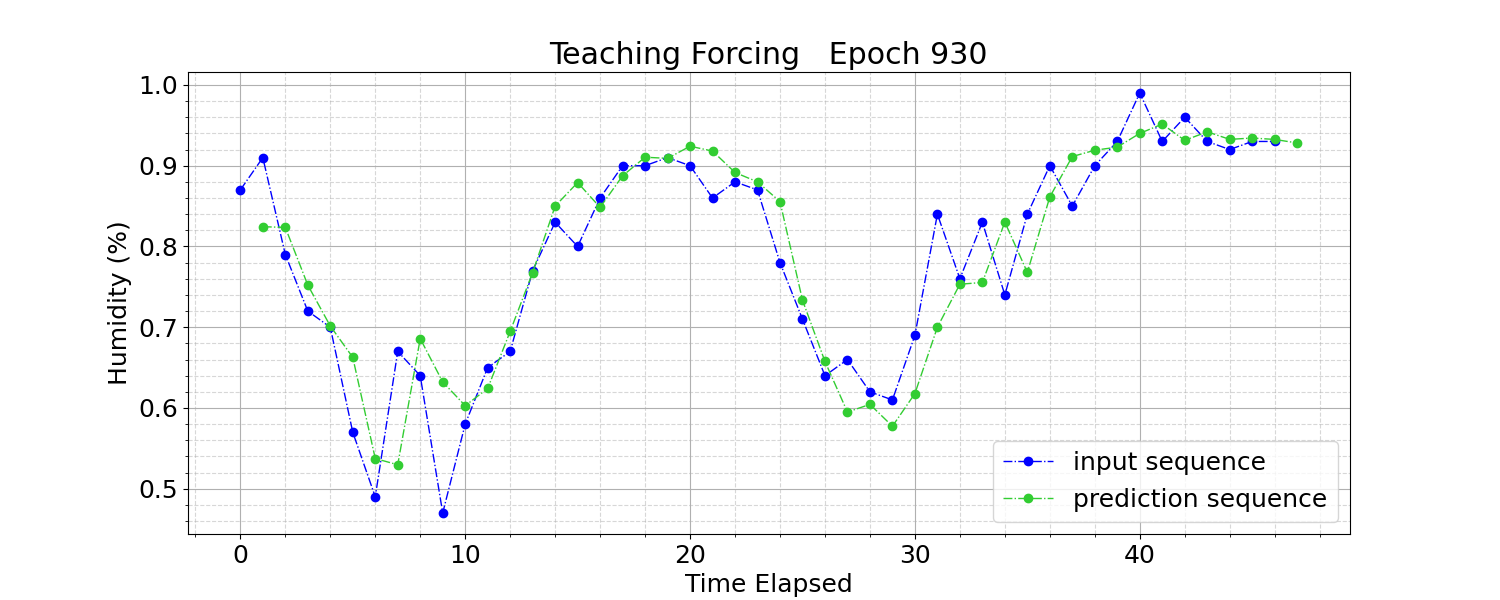 Teaching Forcing   Epoch 930
1.0
0.9
0.8
0.7
0.6
0.5
Humidity (%)
input sequence
prediction sequence
0 10 20 30 40
Time Elapsed